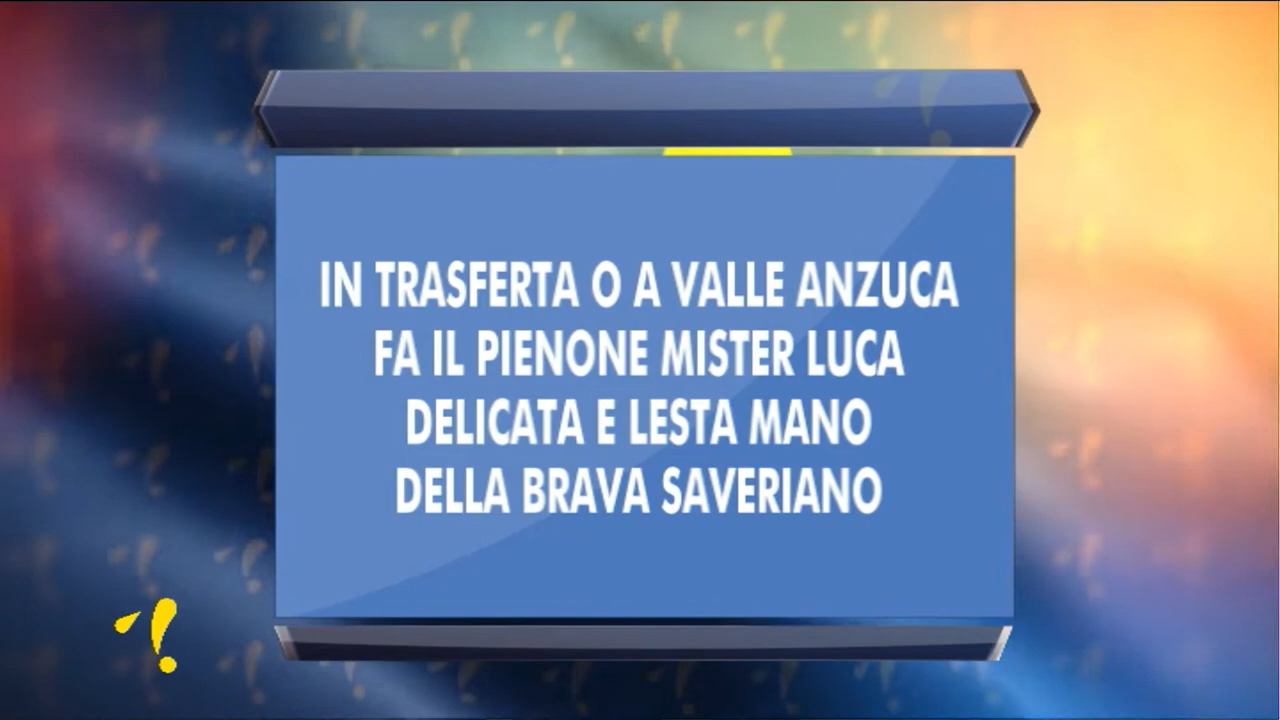 IN TRASFERTA O A VALLE ANZUCA
FA IL PIENONE MISTER LUCA
DELICATA E LESTA MANO
DELLA BRAVA SAVERIANO